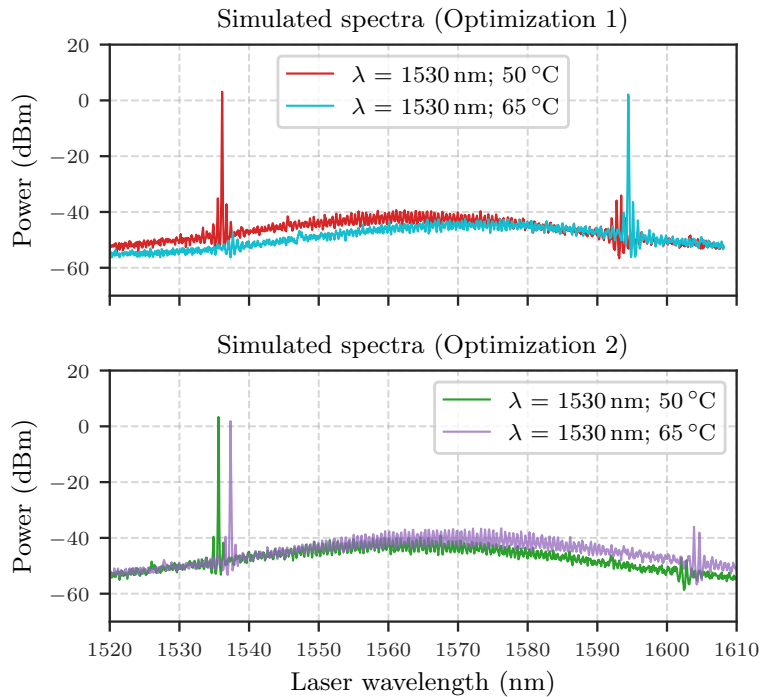 Simulated spectra (Optimization 1)
20
0
−20
−40
−60
Power (dBm)
λ = 1530 nm; 50 °C
λ = 1530 nm; 65 °C
Simulated spectra (Optimization 2)
20
0
−20
−40
−60
Power (dBm)
λ = 1530 nm; 50 °C
λ = 1530 nm; 65 °C
1520 1530 1540 1550 1560 1570 1580 1590 1600 1610
Laser wavelength (nm)